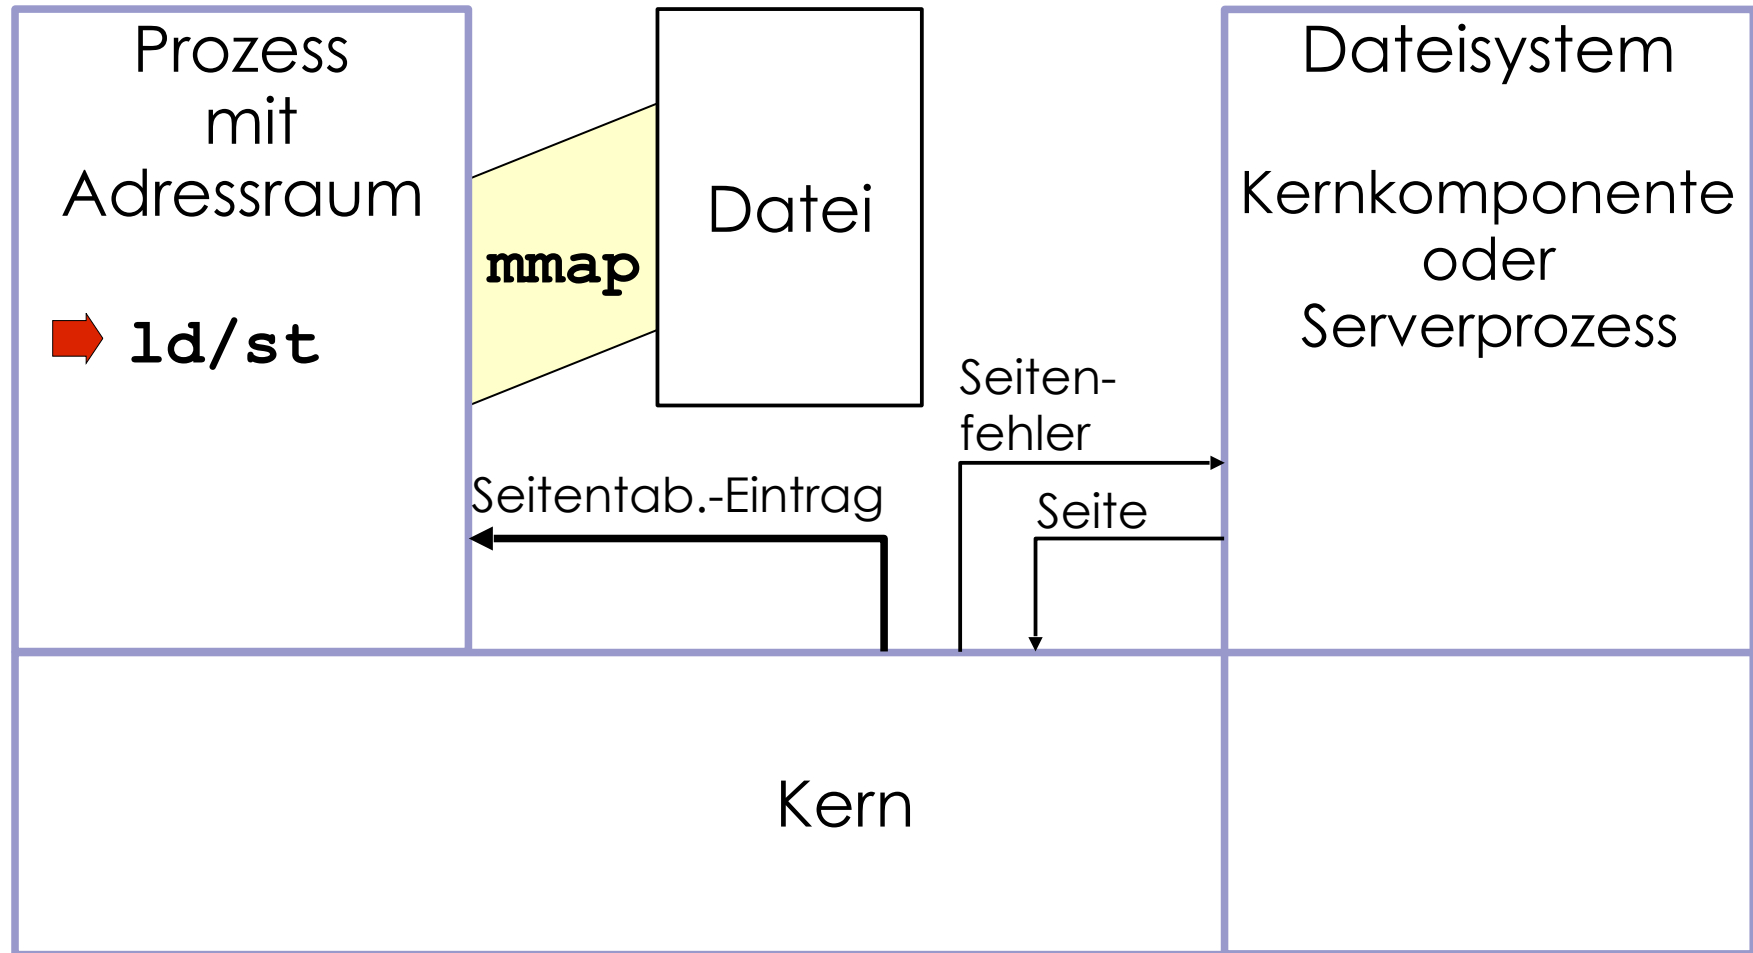 Prozess
mit
Adressraum
ld/st
mmap
Datei
Dateisystem
Kernkomponente
oder
Serverprozess
Seiten-
fehler
Seitentab.-Eintrag
Seite
Kern